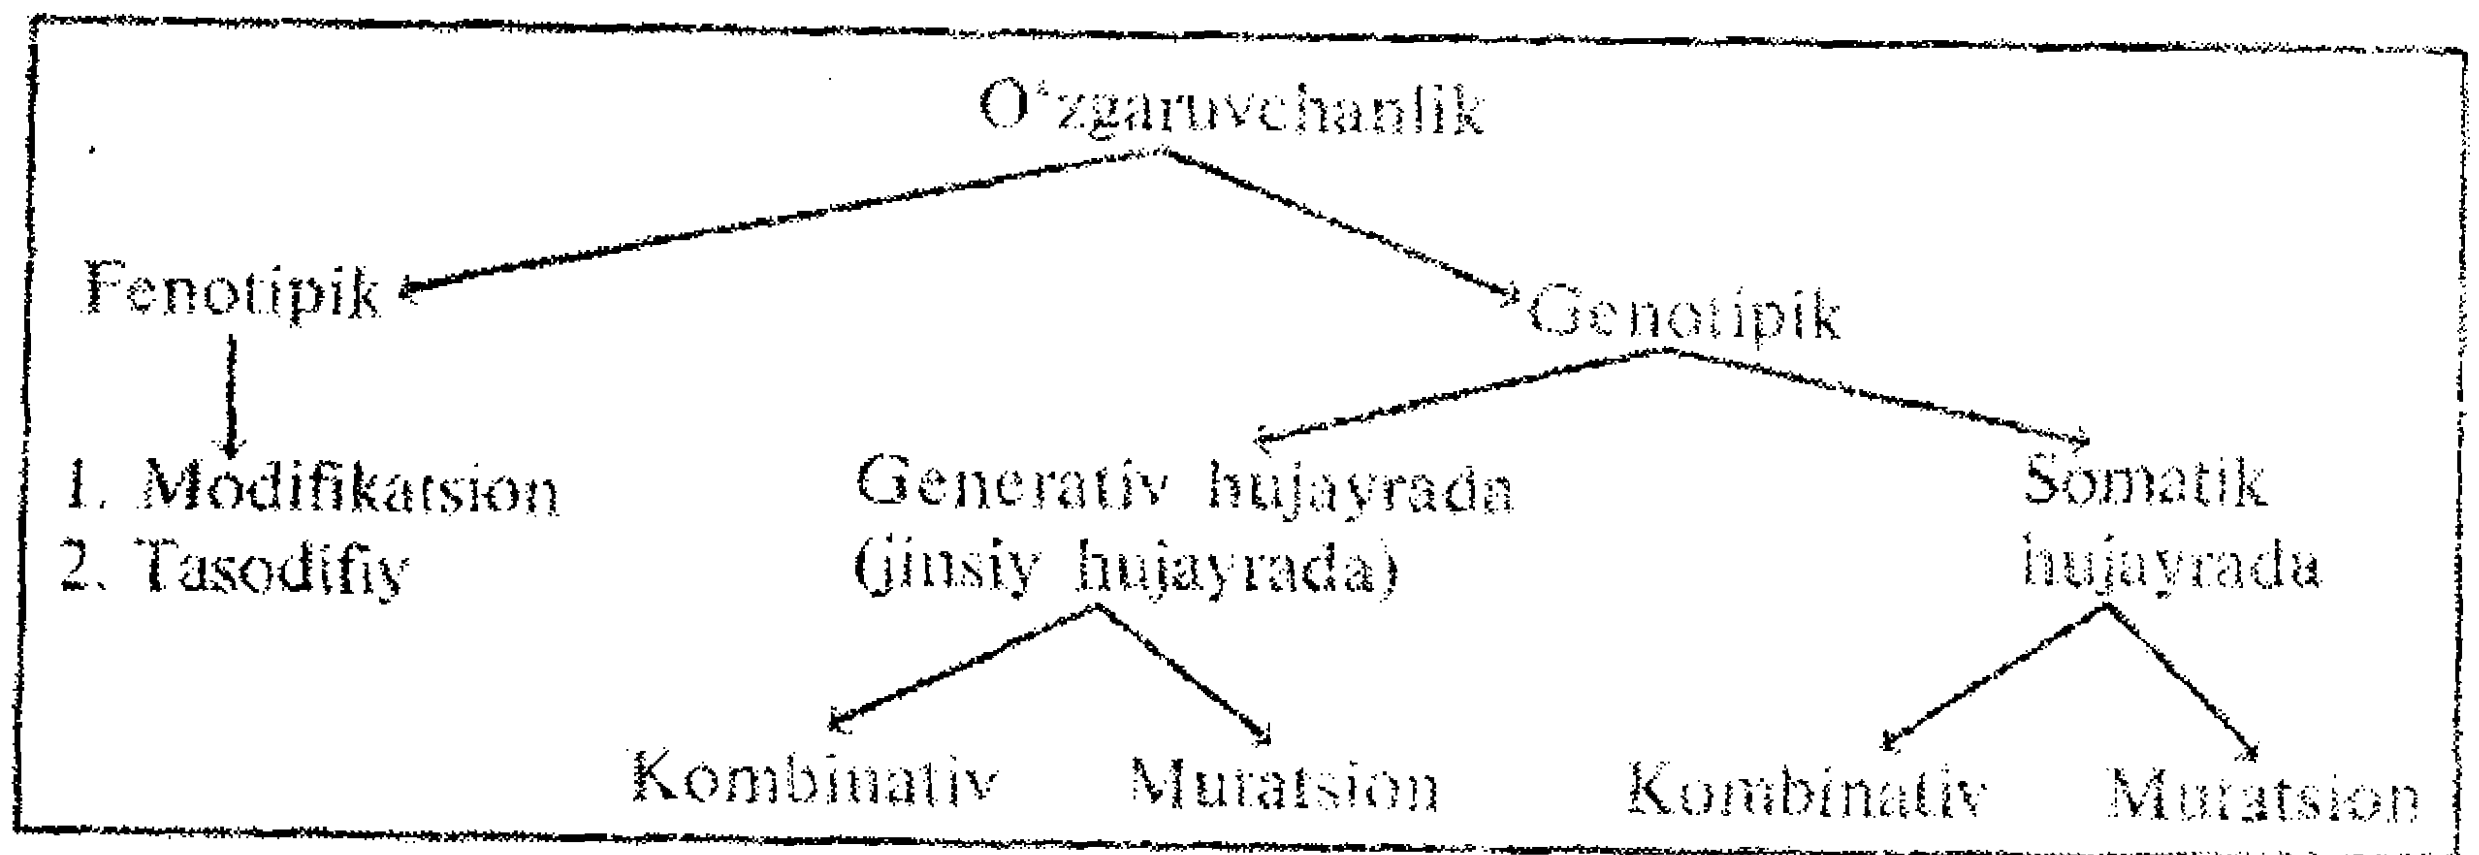 O‘zgaruvchanlik
Fenotipik
Genotipik
1. Modifikatsion
2. Tasodifiy
Generativ hujayrada
(jinsiy hujayrada)
Somatik
hujayrada
Kombinativ
Mutatsion
Kombinativ
Mutatsion